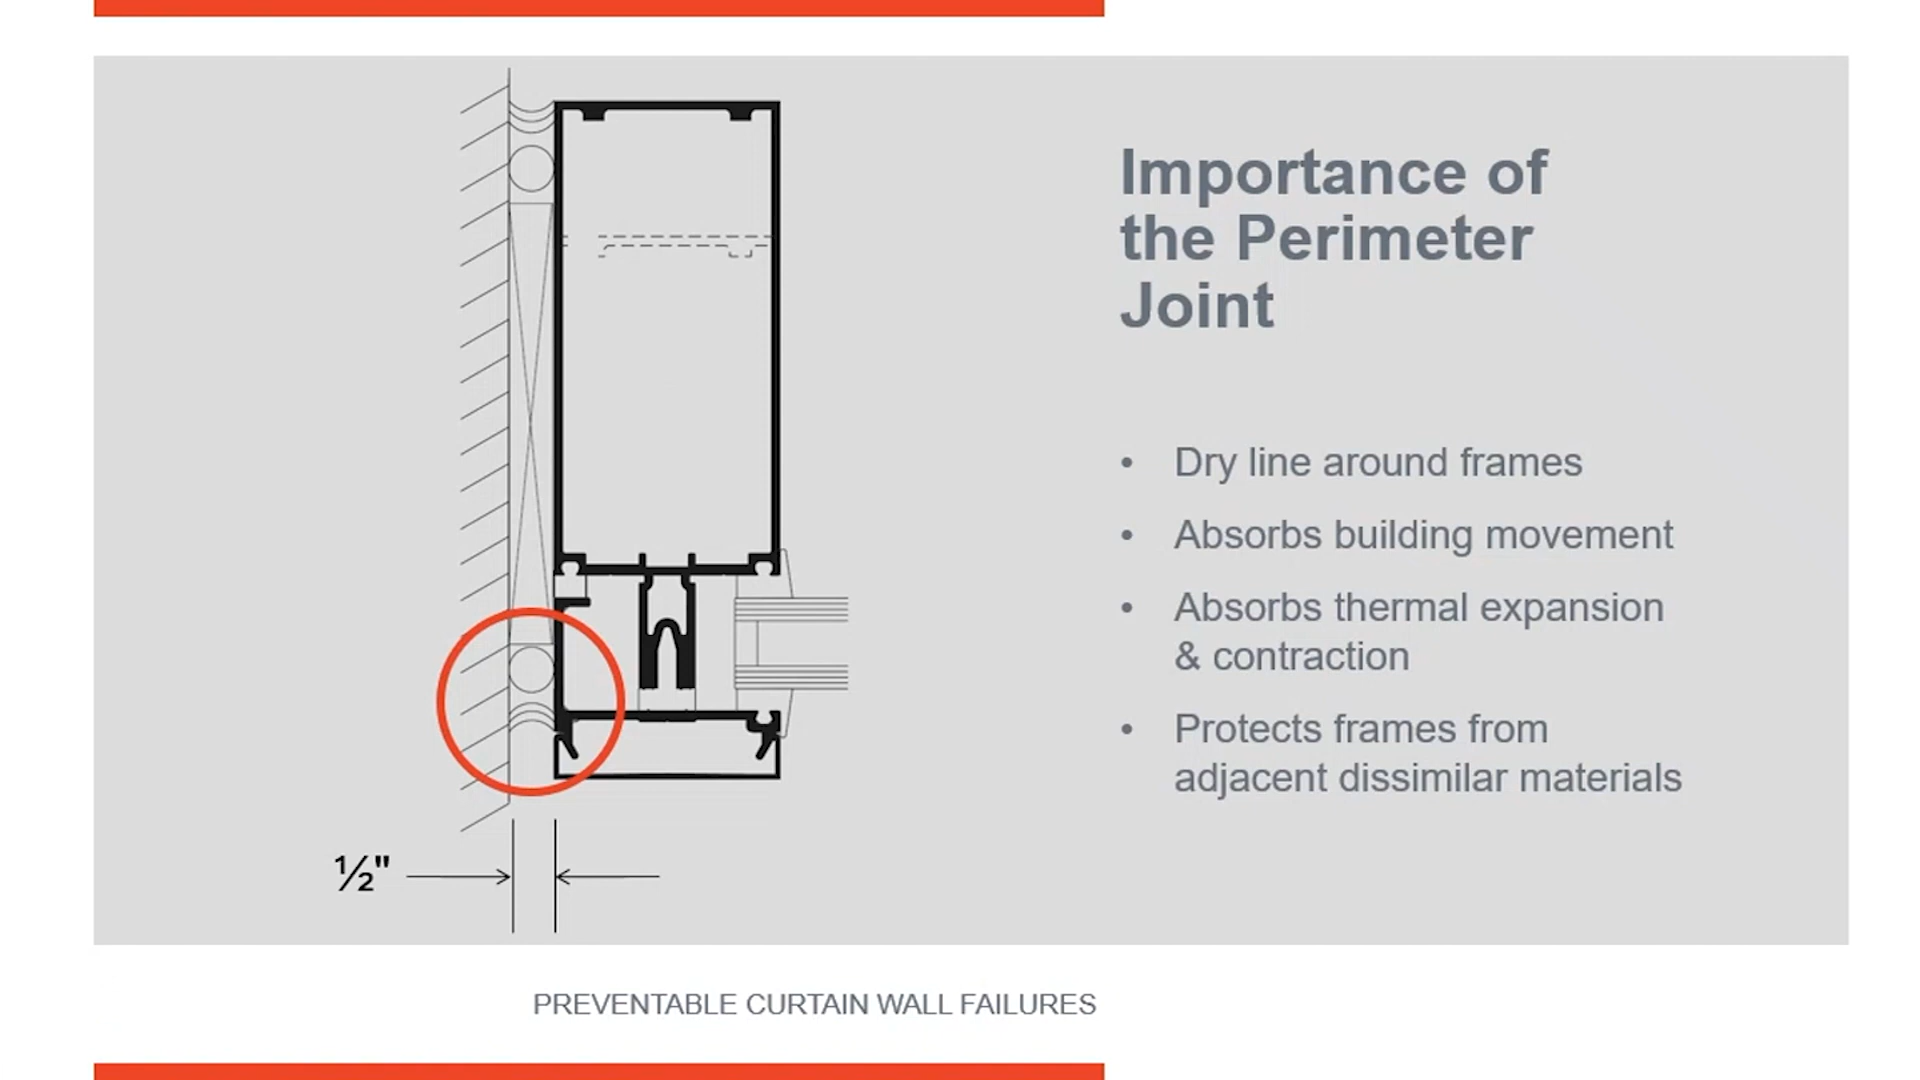 Importance of
the Perimeter
Joint
• Dry line around frames
• Absorbs building movement
• Absorbs thermal expansion
& contraction
• Protects frames from
adjacent dissimilar materials
½"
PREVENTABLE CURTAIN WALL FAILURES